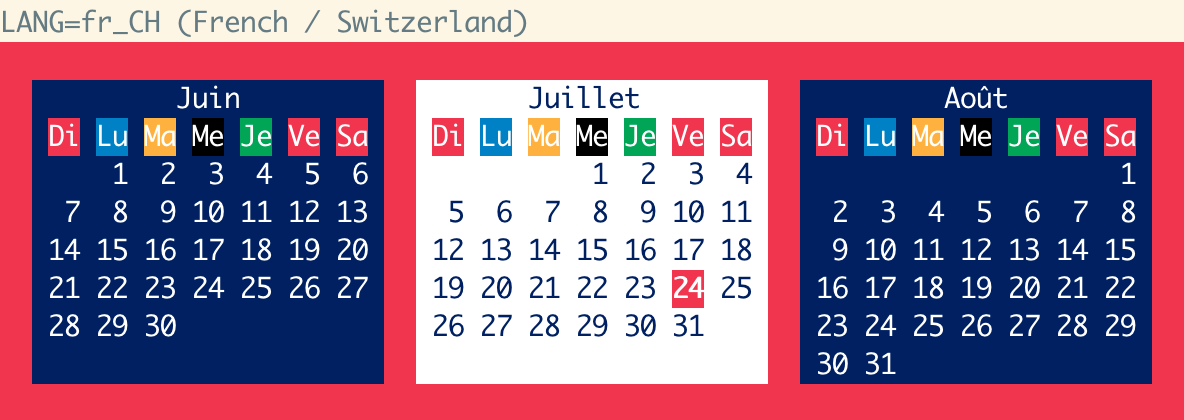 LANG=fr_CH (French / Switzerland)
Juin Juillet Août
Di Lu Ma Me Je Ve Sa Di Lu Ma Me Je Ve Sa Di Lu Ma Me Je Ve Sa
1 2 3 4 5 6 1 2 3 4 1
7 8 9 10 11 12 13 5 6 7 8 9 10 11 2 3 4 5 6 7 8
14 15 16 17 18 19 20 12 13 14 15 16 17 18 9 10 11 12 13 14 15
21 22 23 24 25 26 27 19 20 21 22 23 24 25 16 17 18 19 20 21 22
28 29 30 26 27 28 29 30 31 23 24 25 26 27 28 29
30 31